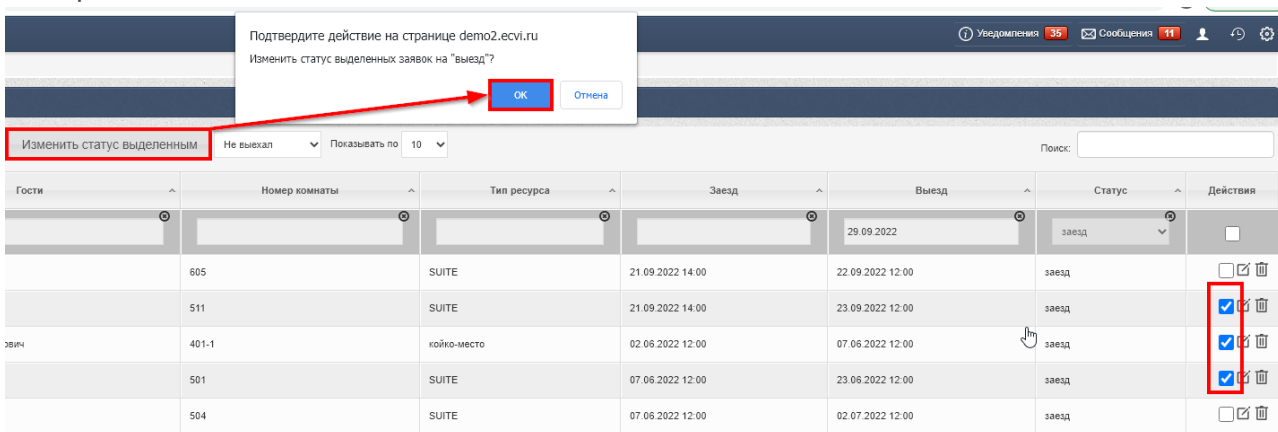 Подтвердите действие на странице demo2.ecvi.ru
Изменить статус выделенных заявок на "выезд"?
ОК Отмена
Уведомления 35 Сообщения 11
Изменить статус выделенным Не выехал Показывать по 10 Поиск:
Гости Номер комнаты Тип ресурса Заезд Выезд Статус Действия
29.09.2022 заезд
605 SUITE 21.09.2022 14:00 22.09.2022 12:00 заезд
511 SUITE 21.09.2022 14:00 23.09.2022 12:00 заезд
ович 401-1 койко-место 02.06.2022 12:00 07.06.2022 12:00 заезд
501 SUITE 07.06.2022 12:00 23.06.2022 12:00 заезд
504 SUITE 07.06.2022 12:00 02.07.2022 12:00 заезд